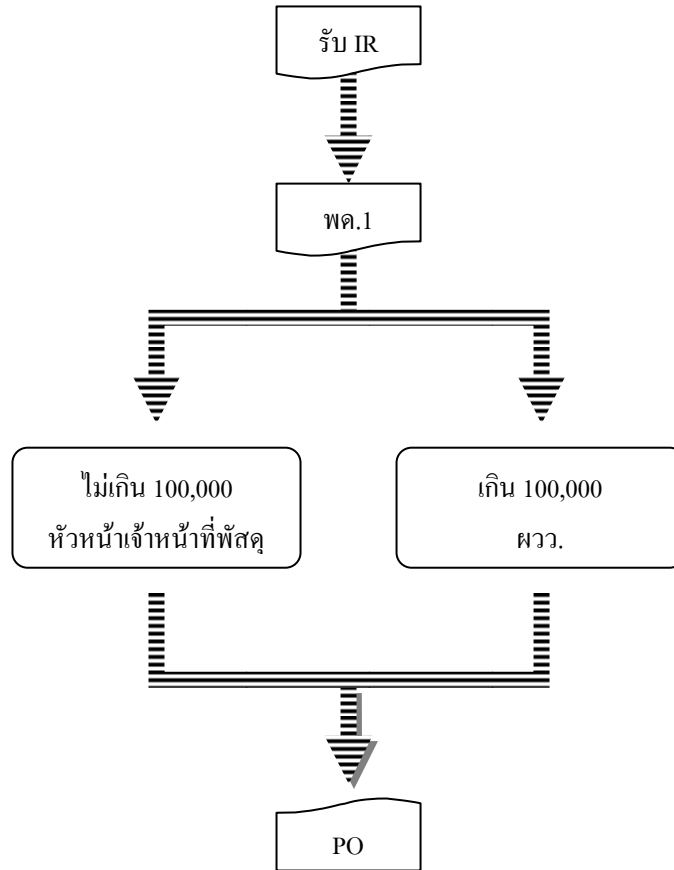 รับ IR
พด.1
ไม่เกิน 100,000
หัวหน้าเจ้าหน้าที่พัสดุ
เกิน 100,000
ผวว.
PO